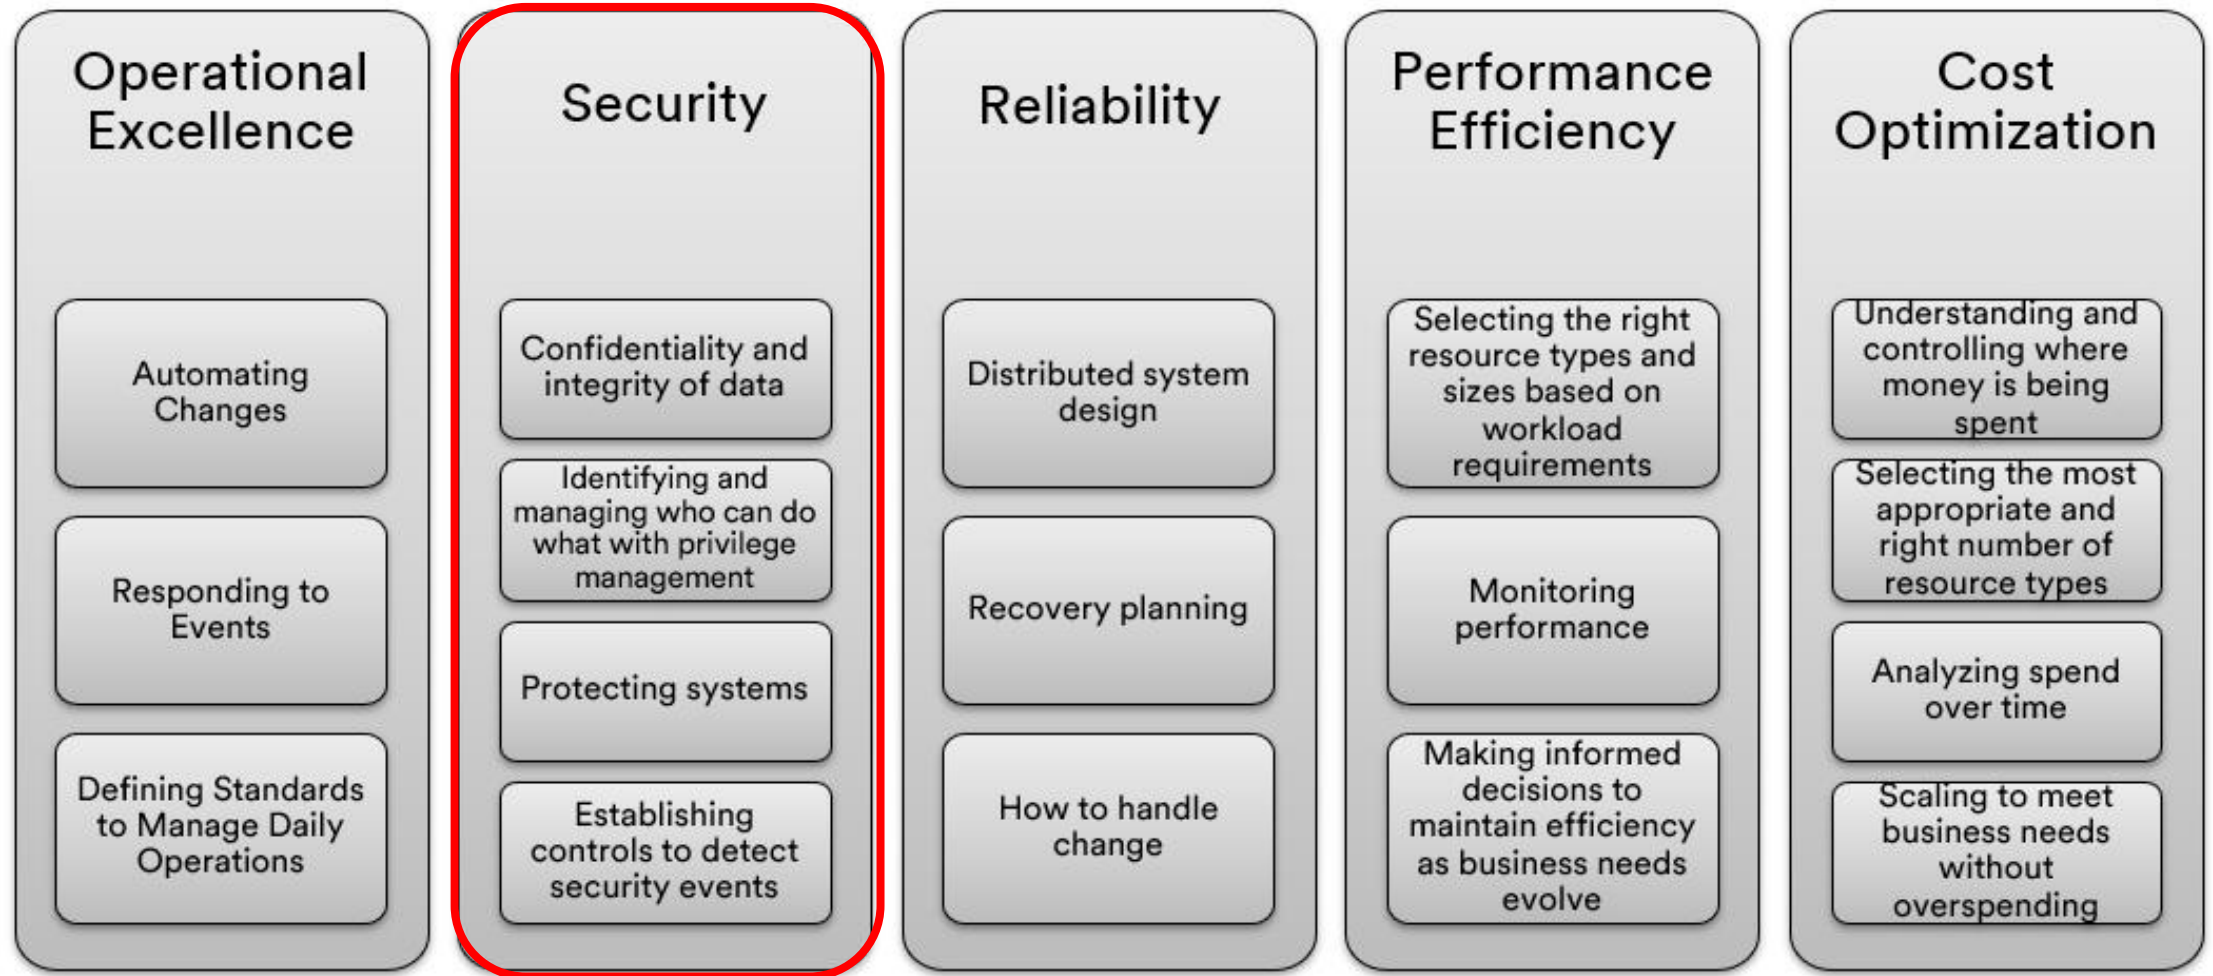 Operational
Excellence
Automating
Changes
Responding to
Events
Defining Standards
to Manage Daily
Operations
Security
Confidentiality and
integrity of data
Identifying and
managing who can do
what with privilege
management
Protecting systems
Establishing
controls to detect
security events
Reliability
Distributed system
design
Recovery planning
How to handle
change
Performance
Efficiency
Selecting the right
resource types and
sizes based on
workload
requirements
Monitoring
performance
Making informed
decisions to
maintain efficiency
as business needs
evolve
Cost
Optimization
Understanding and
controlling where
money is being
spent
Selecting the most
appropriate and
right number of
resource types
Analyzing spend
over time
Scaling to meet
business needs
without
overspending